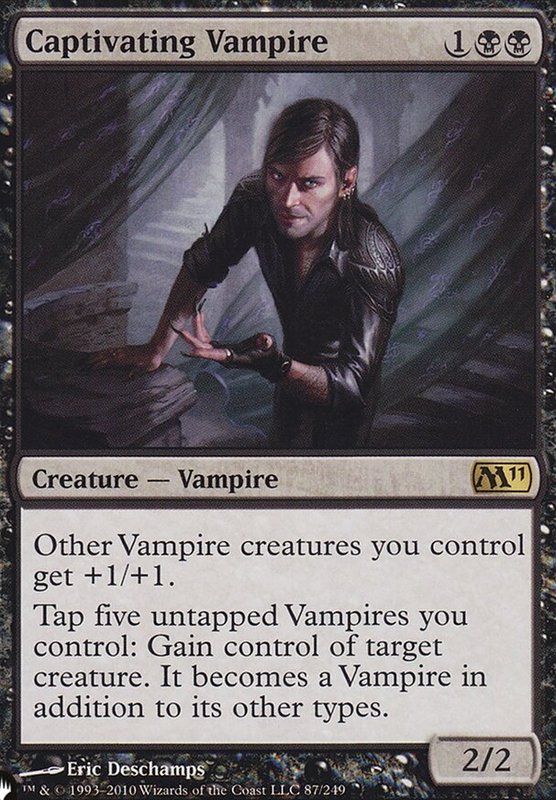 Captivating Vampire 1
Creature — Vampire M11
Other Vampire creatures you control
get +1/+1.
Tap five untapped Vampires you
control: Gain control of target
creature. It becomes a Vampire in
addition to its other types.
2/2
Eric Deschamps
™ & © 1993–2010 Wizards of the Coast LLC 87/249